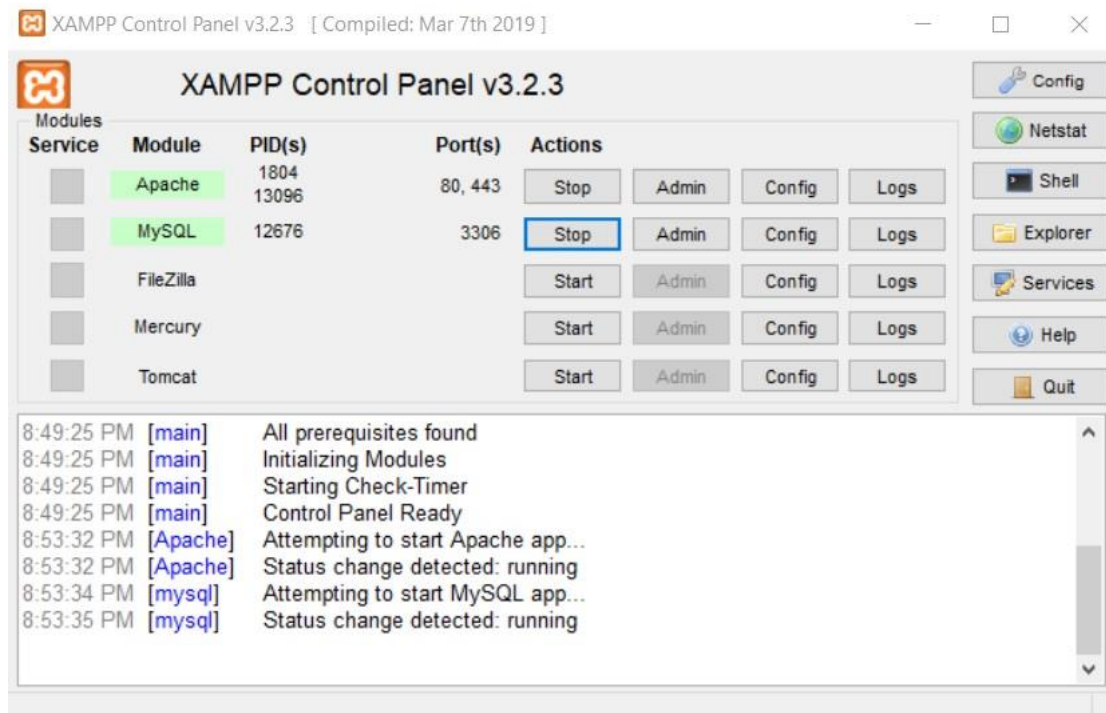 XAMPP Control Panel v3.2.3 [ Compiled: Mar 7th 2019 ]
XAMPP Control Panel v3.2.3
Config
Modules
Netstat
Service Module PID(s) Port(s) Actions
Apache 1804 80, 443 Stop Admin Config Logs
13096
Shell
MySQL 12676 3306 Stop Admin Config Logs
Explorer
FileZilla Start Admin Config Logs
Services
Mercury Start Admin Config Logs
Help
Tomcat Start Admin Config Logs
Quit
8:49:25 PM [main] All prerequisites found
8:49:25 PM [main] Initializing Modules
8:49:25 PM [main] Starting Check-Timer
8:49:25 PM [main] Control Panel Ready
8:53:32 PM [Apache] Attempting to start Apache app...
8:53:32 PM [Apache] Status change detected: running
8:53:34 PM [mysql] Attempting to start MySQL app...
8:53:35 PM [mysql] Status change detected: running